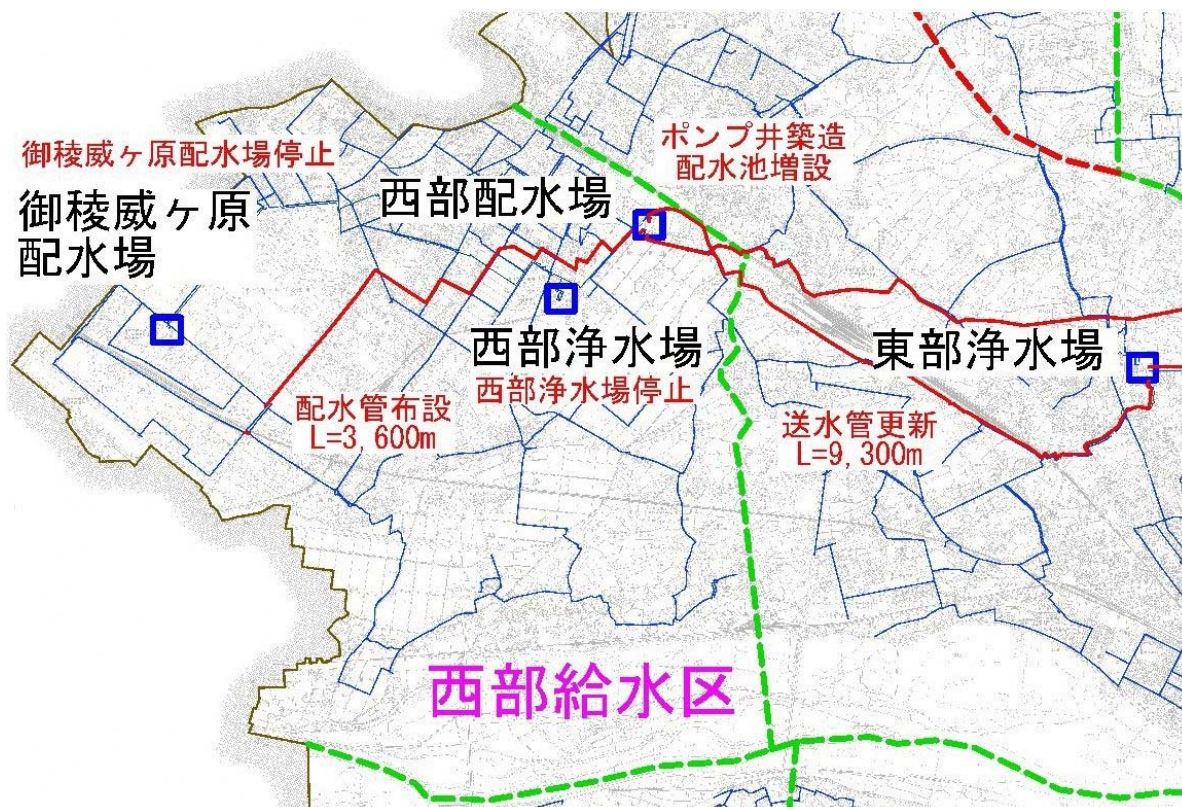 御稜威ヶ原配水場停止
御稜威ヶ原
配水場
西部配水場
ポンプ井築造
配水池増設
西部浄水場
西部浄水場停止
東部浄水場
配水管布設
L=3,600m
送水管更新
L=9,300m
西部給水区